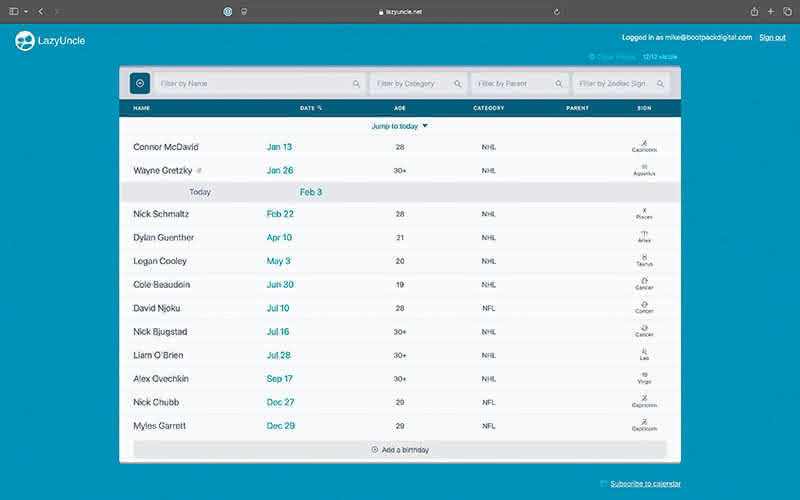 lazyuncle.net
LazyUncle
Logged in as mike@bootpackdigital.com Sign out
Clear Filters 12/12 visible
Filter by Name Filter by Category Filter by Parent Filter by Zodiac Sign
NAME DATE AGE CATEGORY PARENT SIGN
Jump to today
Connor McDavid Jan 13 28 NHL Capricorn
Wayne Gretzky Jan 26 30+ NHL Aquarius
Today Feb 3
Nick Schmaltz Feb 22 28 NHL Pisces
Dylan Guenther Apr 10 21 NHL Aries
Logan Cooley May 3 20 NHL Taurus
Cole Beaudoin Jun 30 19 NHL Cancer
David Njoku Jul 10 28 NFL Cancer
Nick Bjugstad Jul 16 30+ NHL Cancer
Liam O'Brien Jul 28 30+ NHL Leo
Alex Ovechkin Sep 17 30+ NHL Virgo
Nick Chubb Dec 27 29 NFL Capricorn
Myles Garrett Dec 29 29 NFL Capricorn
Add a birthday
Subscribe to calendar